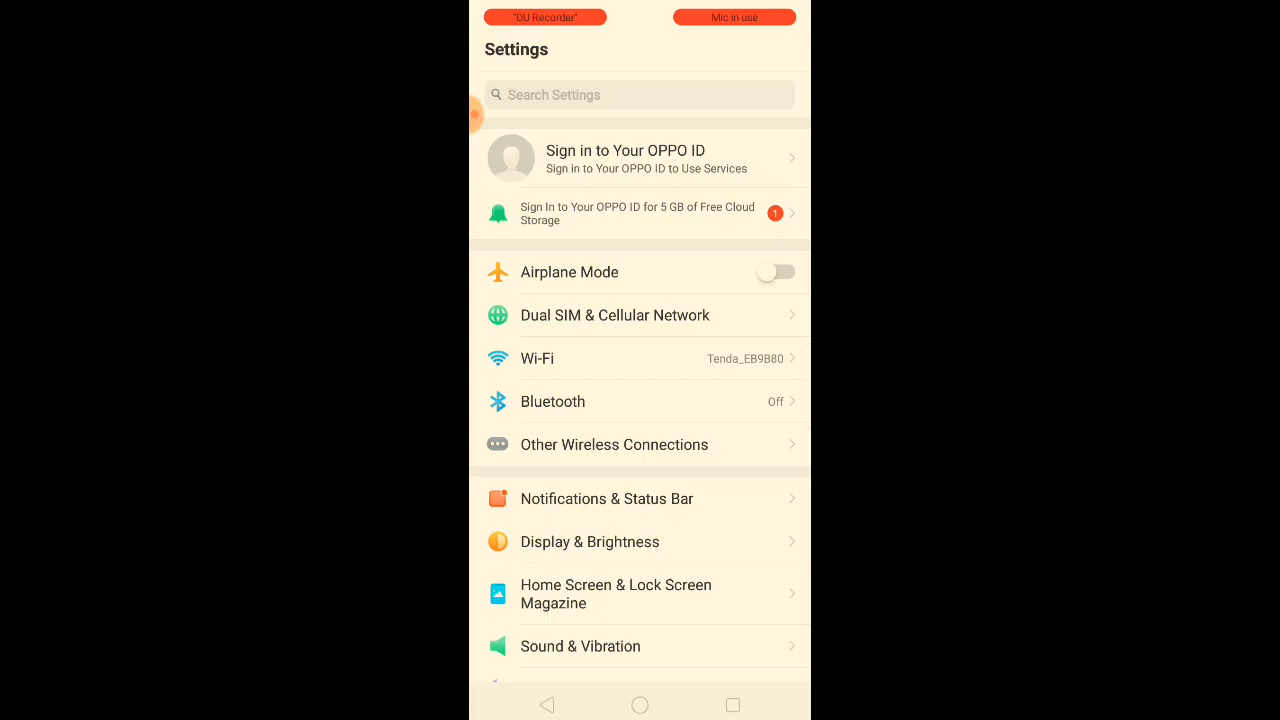 "DU Recorder"
Mic in use
Settings
Search Settings
Sign in to Your OPPO ID
Sign in to Your OPPO ID to Use Services
Sign In to Your OPPO ID for 5 GB of Free Cloud
Storage
1
Airplane Mode
Dual SIM & Cellular Network
Wi-Fi
Tenda_EB9B80
Bluetooth
Off
Other Wireless Connections
Notifications & Status Bar
Display & Brightness
Home Screen & Lock Screen
Magazine
Sound & Vibration